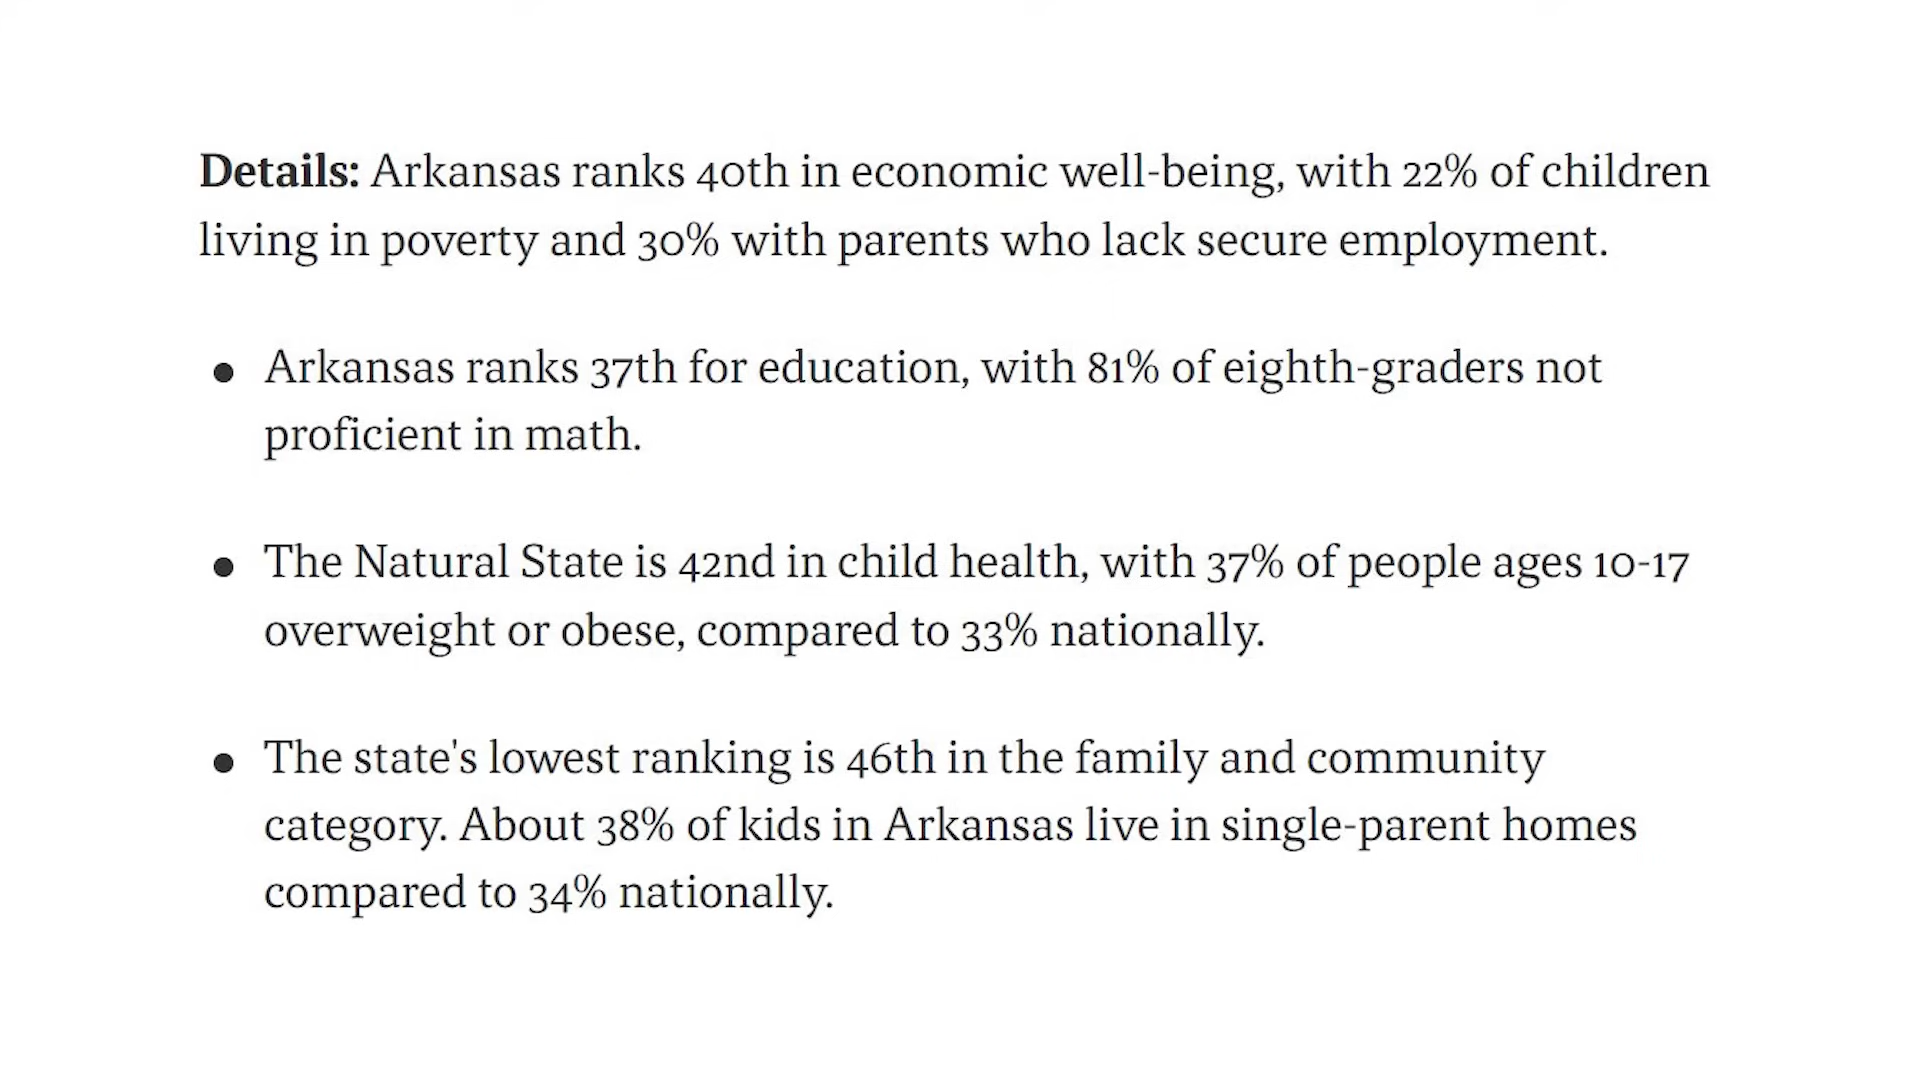 Details: Arkansas ranks 40th in economic well-being, with 22% of children
living in poverty and 30% with parents who lack secure employment.
• Arkansas ranks 37th for education, with 81% of eighth-graders not
proficient in math.
• The Natural State is 42nd in child health, with 37% of people ages 10-17
overweight or obese, compared to 33% nationally.
• The state's lowest ranking is 46th in the family and community
category. About 38% of kids in Arkansas live in single-parent homes
compared to 34% nationally.